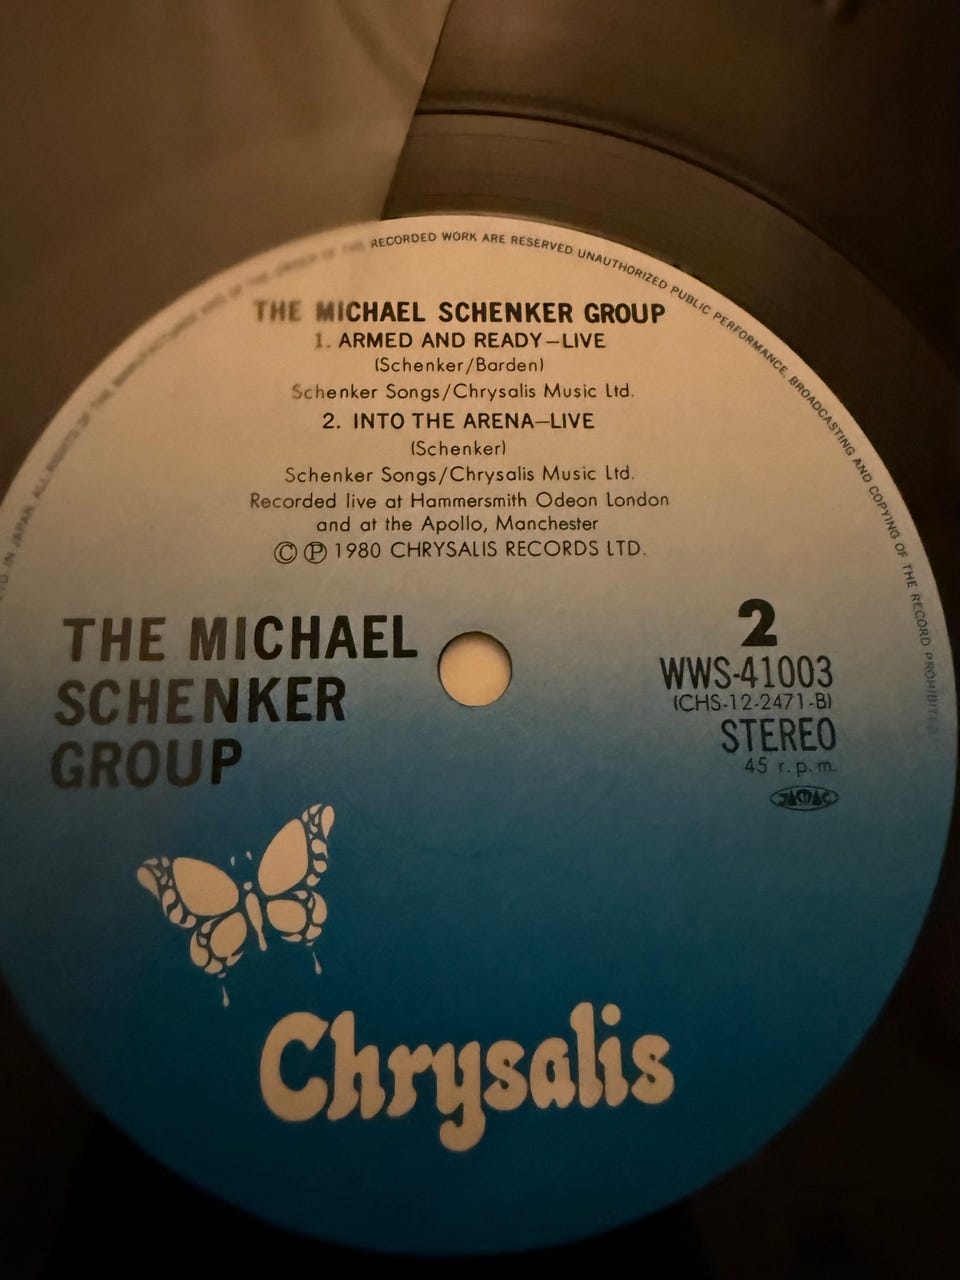 RECORDED WORK ARE RESERVED UNAUTHORIZED PUBLIC PERFORMANCE, BROADCASTING AND COPYING OF THE RECORD PROHIBITED
THE MICHAEL SCHENKER GROUP
1. ARMED AND READY–LIVE
(Schenker/Barden)
Schenker Songs/Chrysalis Music Ltd.
2. INTO THE ARENA–LIVE
(Schenker)
Schenker Songs/Chrysalis Music Ltd.
Recorded live at Hammersmith Odeon London
and at the Apollo, Manchester
Ⓒ Ⓟ 1980 CHRYSALIS RECORDS LTD.
THE MICHAEL
SCHENKER
GROUP
2
WWS-41003
(CHS-12-2471-B)
STEREO
45 r.p.m.
JASRAC
Chrysalis